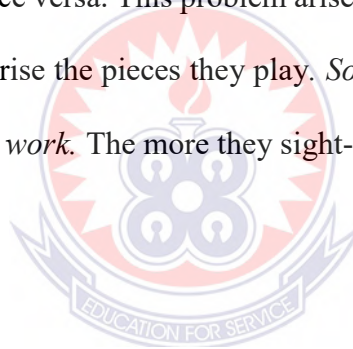 ce versa. This problem arise
rise the pieces they play. So
work. The more they sight-
EDUCATION FOR SERVICE